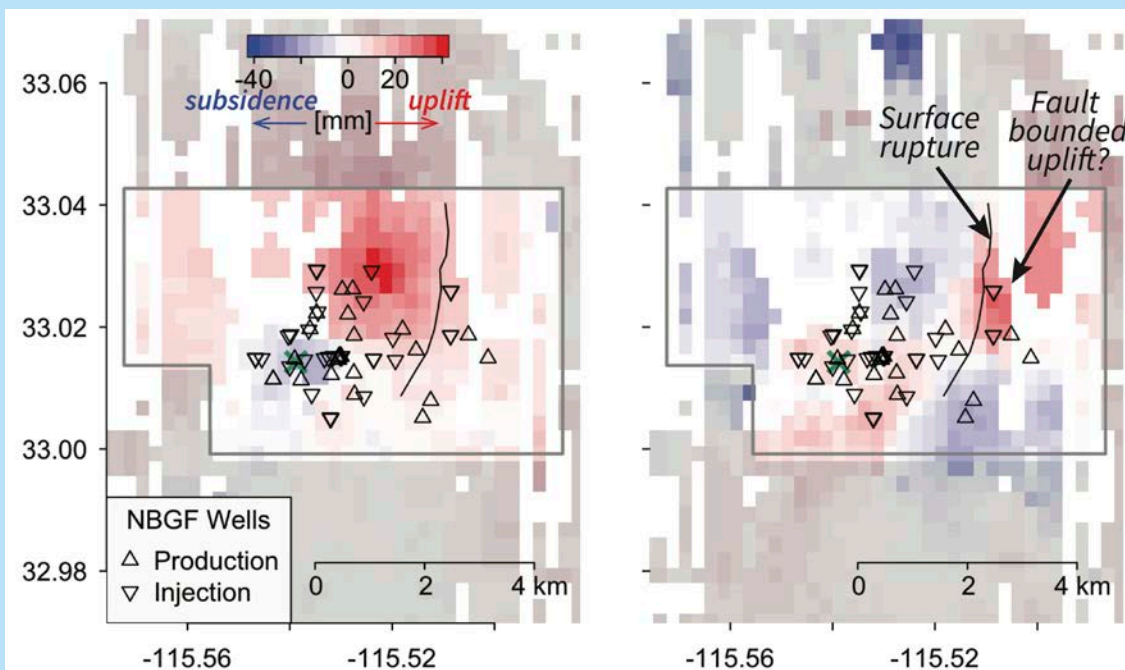 -40 0 20
subsidence uplift
[mm]
33.06
33.04
33.02
33.00
32.98
Surface
rupture
Fault
bounded
uplift?
NBGF Wells
Production
Injection
0 2 4 km
0 2 4 km
-115.56 -115.52
-115.56 -115.52